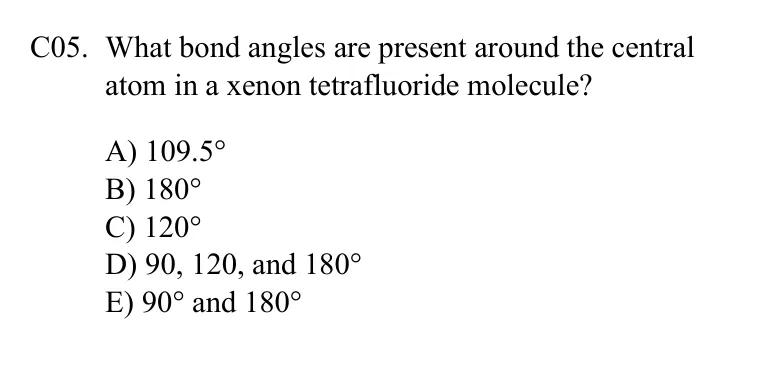 C05. What bond angles are present around the central
atom in a xenon tetrafluoride molecule?
A) 109.5°
B) 180°
C) 120°
D) 90, 120, and 180°
E) 90° and 180°